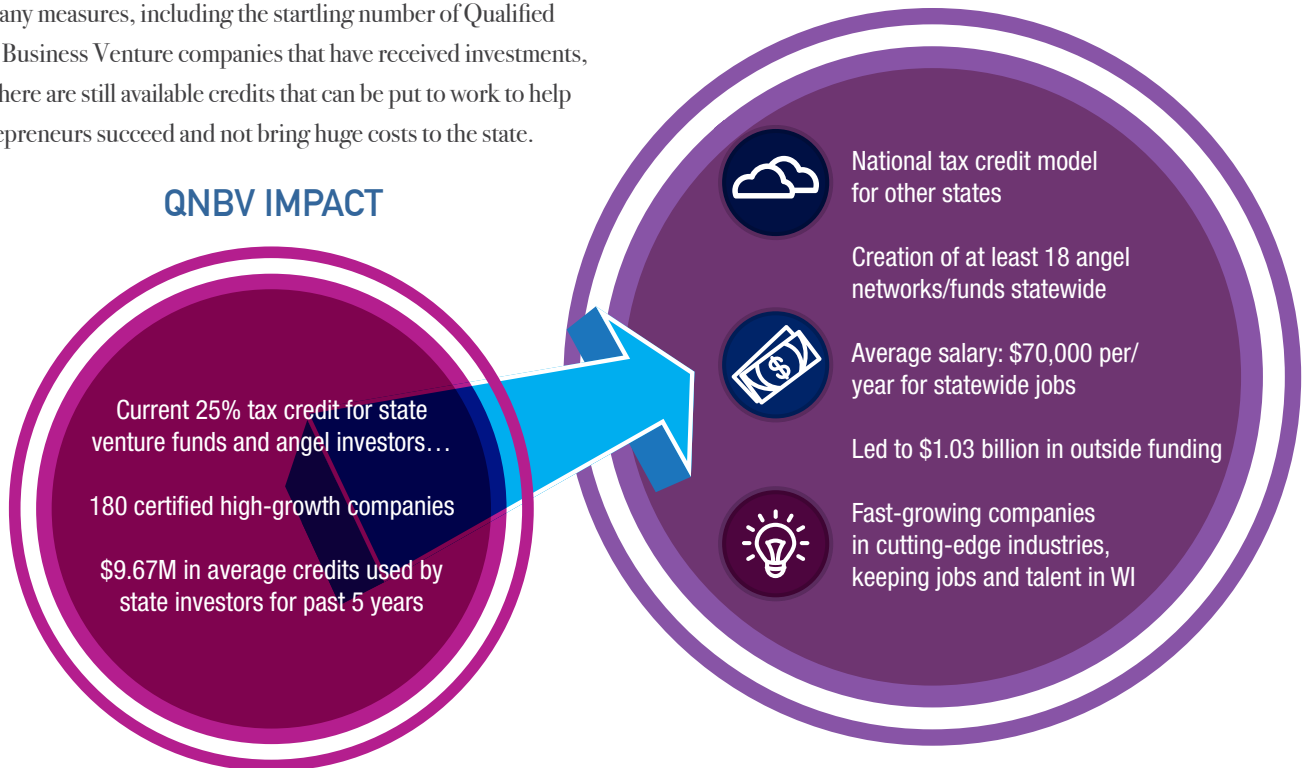 any measures, including the startling number of Qualified
Business Venture companies that have received investments,
here are still available credits that can be put to work to help
epreneurs succeed and not bring huge costs to the state.
QNBV IMPACT
Current 25% tax credit for state
venture funds and angel investors…
180 certified high-growth companies
$9.67M in average credits used by
state investors for past 5 years
National tax credit model
for other states
Creation of at least 18 angel
networks/funds statewide
$
Average salary: $70,000 per/
year for statewide jobs
Led to $1.03 billion in outside funding
Fast-growing companies
in cutting-edge industries,
keeping jobs and talent in WI